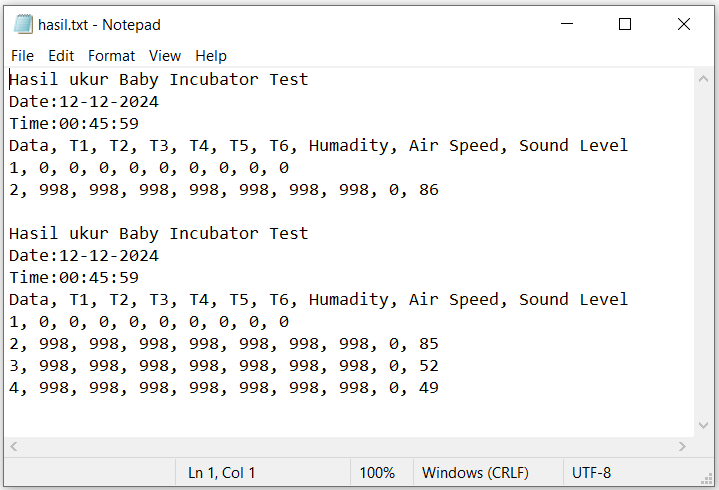 hasil.txt - Notepad
File Edit Format View Help
Hasil ukur Baby Incubator Test
Date:12-12-2024
Time:00:45:59
Data, T1, T2, T3, T4, T5, T6, Humadity, Air Speed, Sound Level
1, 0, 0, 0, 0, 0, 0, 0, 0, 0
2, 998, 998, 998, 998, 998, 998, 998, 0, 86

Hasil ukur Baby Incubator Test
Date:12-12-2024
Time:00:45:59
Data, T1, T2, T3, T4, T5, T6, Humadity, Air Speed, Sound Level
1, 0, 0, 0, 0, 0, 0, 0, 0, 0
2, 998, 998, 998, 998, 998, 998, 998, 0, 85
3, 998, 998, 998, 998, 998, 998, 998, 0, 52
4, 998, 998, 998, 998, 998, 998, 998, 0, 49
Ln 1, Col 1 100% Windows (CRLF) UTF-8